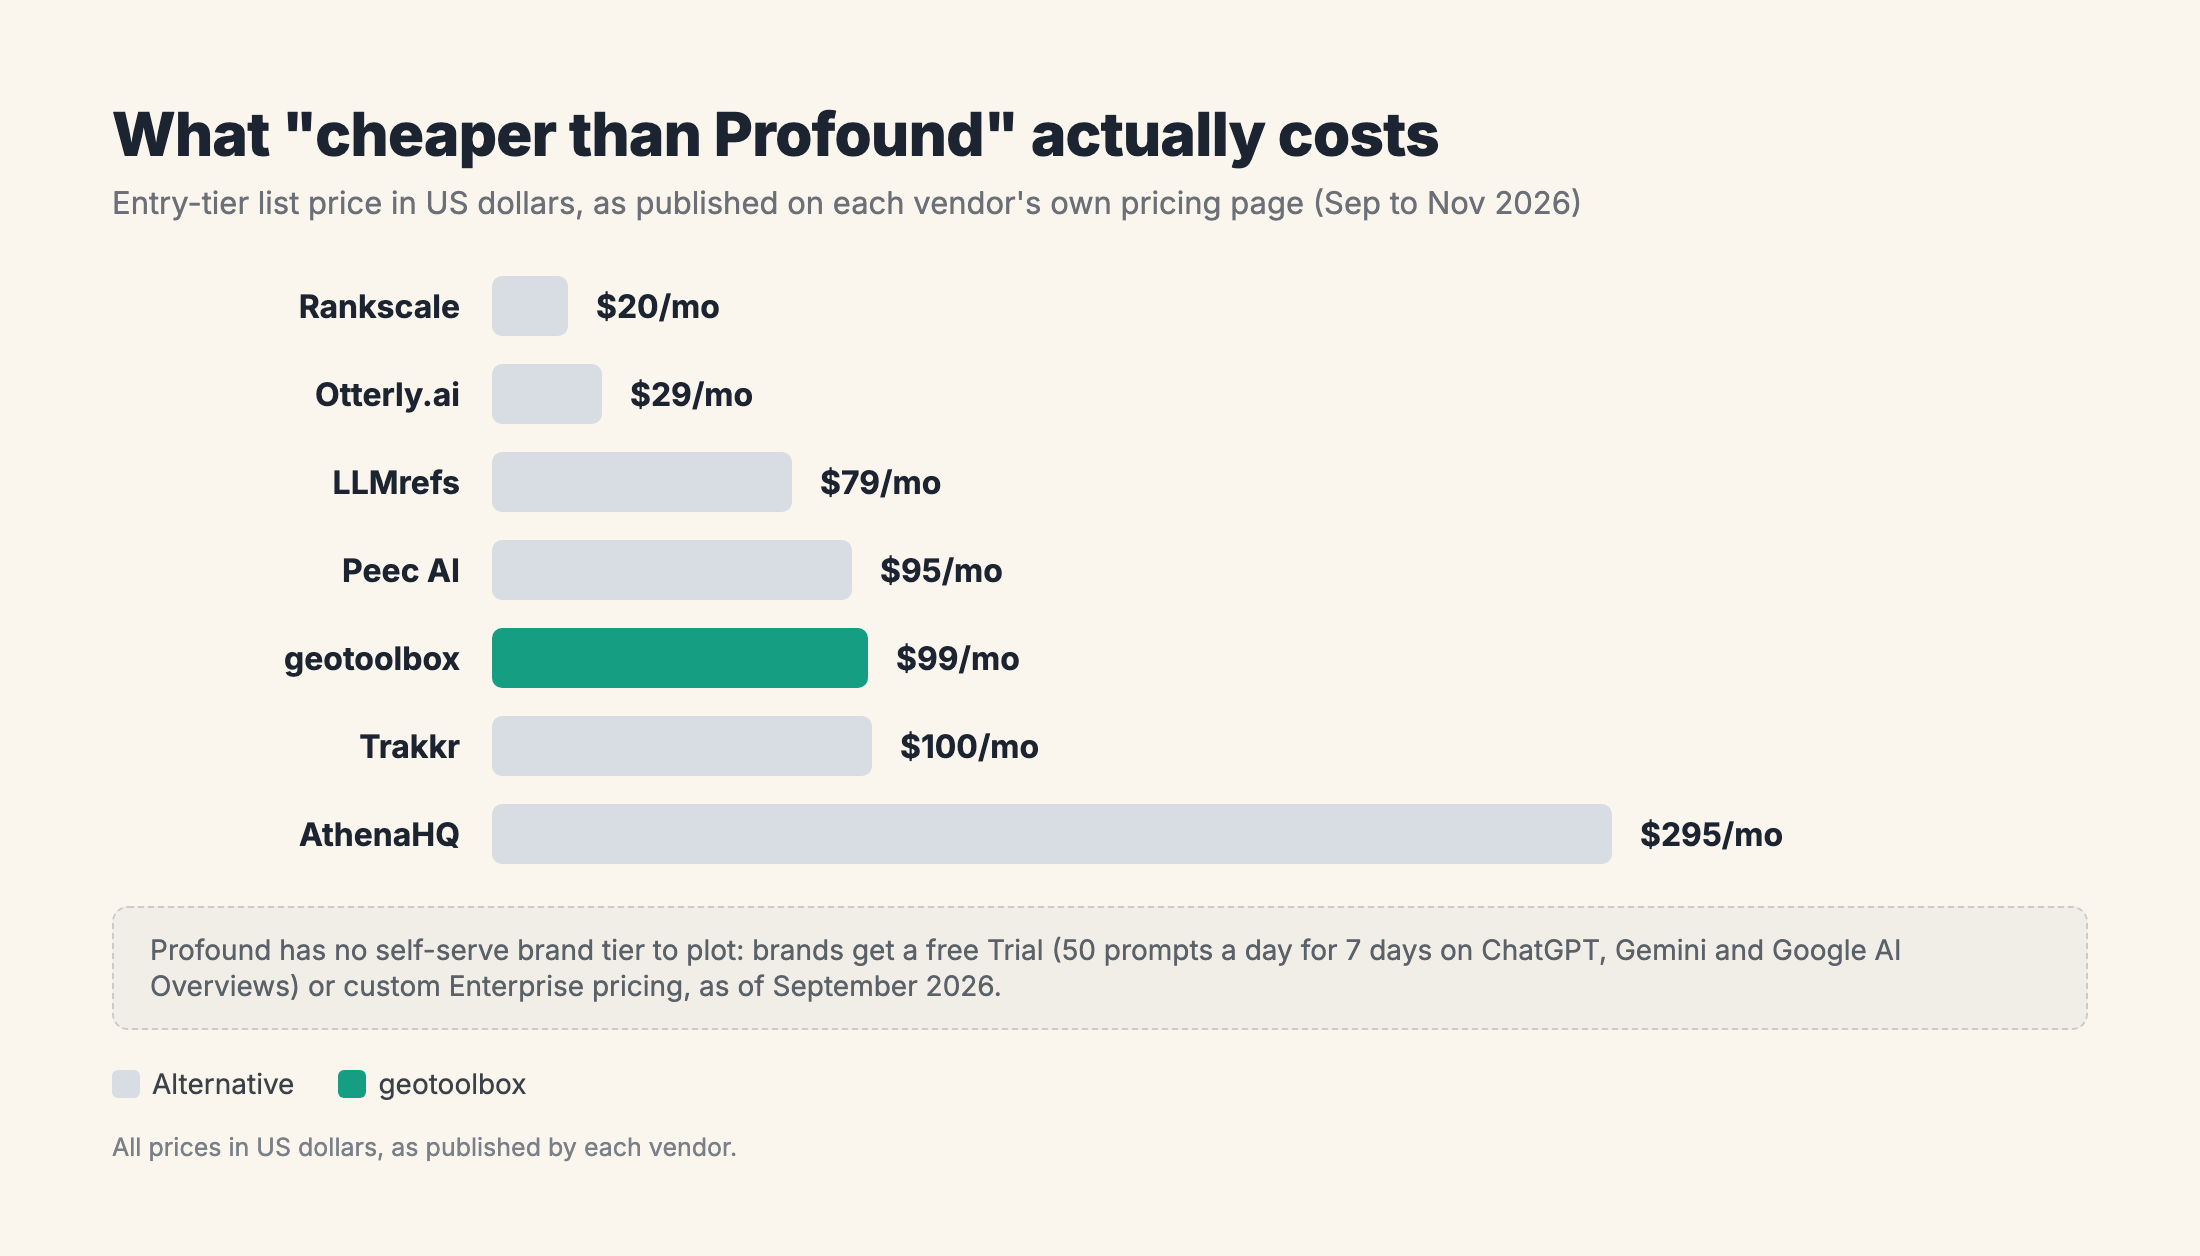 What "cheaper than Profound" actually costs
Entry-tier list price in US dollars, as published on each vendor's own pricing page (Sep to Nov 2026)
Rankscale $20/mo
Otterly.ai $29/mo
LLMrefs $79/mo
Peec AI $95/mo
geotoolbox $99/mo
Trakkr $100/mo
AthenaHQ $295/mo
Profound has no self-serve brand tier to plot: brands get a free Trial (50 prompts a day for 7 days on ChatGPT, Gemini and Google AI
Overviews) or custom Enterprise pricing, as of September 2026.
Alternative geotoolbox
All prices in US dollars, as published by each vendor.